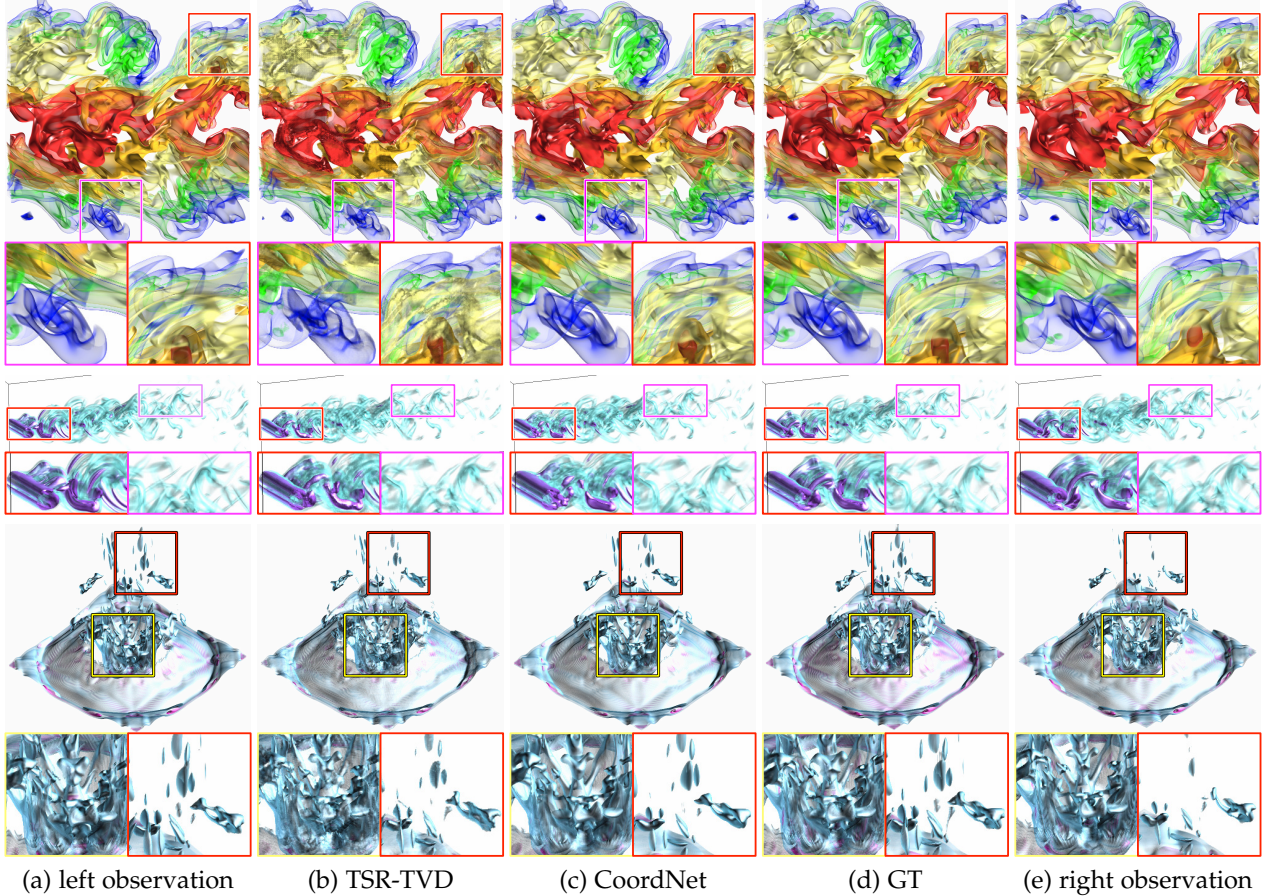 (a) left observation
(b) TSR-TVD
(c) CoordNet
(d) GT
(e) right observation